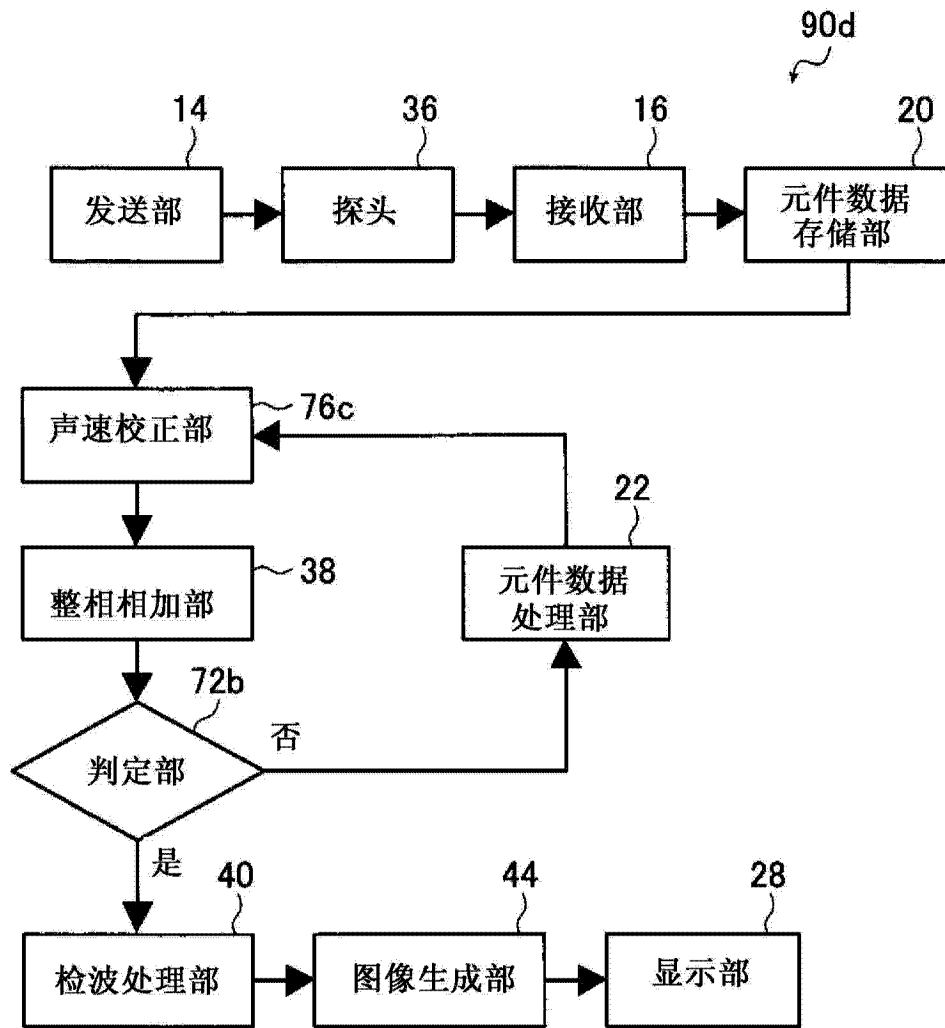 90d
14
36
16
20
发送部
探头
接收部
元件数据
存储部
声速校正部
76c
22
整相相加部
38
元件数据
处理部
72b
判定部
否
是
40
44
28
检波处理部
图像生成部
显示部